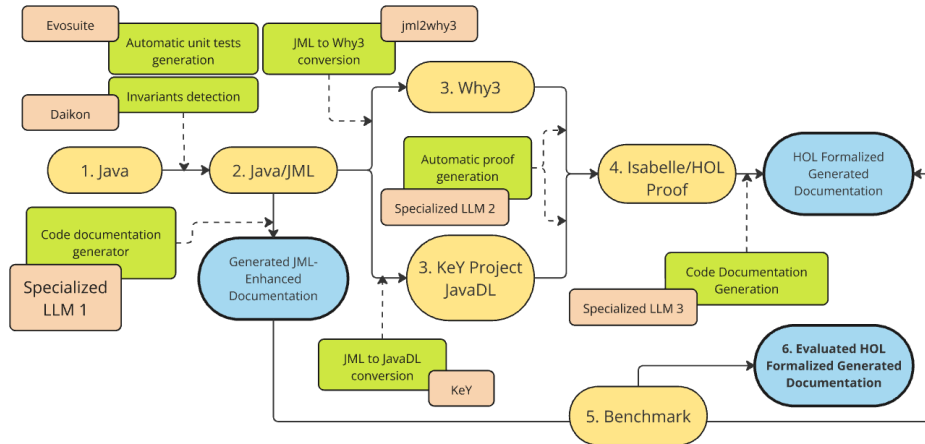 Evosuite
Automatic unit tests
generation
JML to Why3
conversion
jml2why3
Invariants detection
Daikon
3. Why3
1. Java
2. Java/JML
Automatic proof
generation
Specialized LLM 2
4. Isabelle/HOL
Proof
HOL Formalized
Generated
Documentation
Code documentation
generator
Specialized
LLM 1
Generated JML-
Enhanced
Documentation
3. KeY Project
JavaDL
Code Documentation
Generation
Specialized LLM 3
JML to JavaDL
conversion
KeY
6. Evaluated HOL
Formalized Generated
Documentation
5. Benchmark